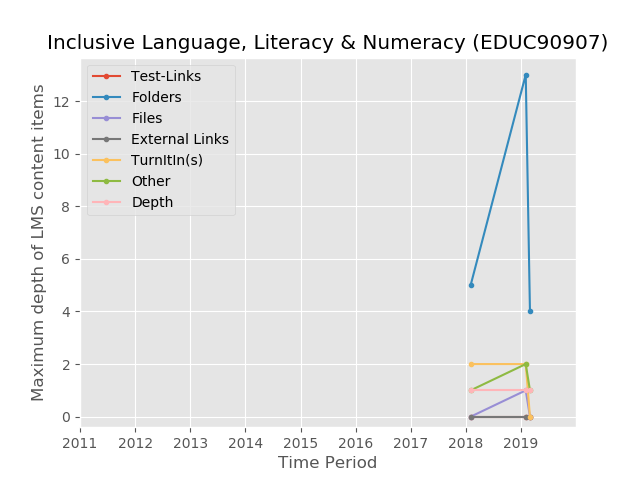 Inclusive Language, Literacy & Numeracy (EDUC90907)
Test-Links
Folders
Files
External Links
TurnItIn(s)
Other
Depth
Maximum depth of LMS content items
12
10
8
6
4
2
0
2011 2012 2013 2014 2015 2016 2017 2018 2019
Time Period